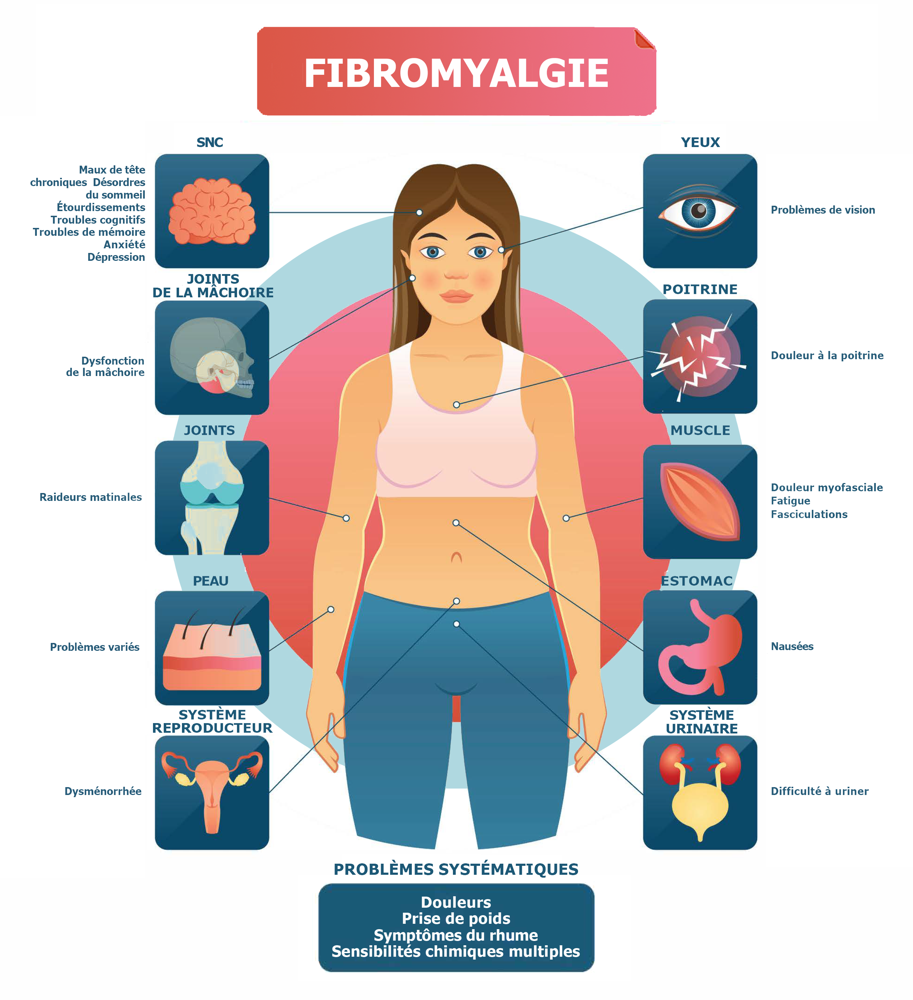 FIBROMYALGIE
SNC
Maux de tête
chroniques  Désordres
du sommeil
Étourdissements
Troubles cognitifs
Troubles de mémoire
Anxiété
Dépression
JOINTS
DE LA MÂCHOIRE
Dysfonction
de la mâchoire
JOINTS
Raideurs matinales
PEAU
Problèmes variés
SYSTÈME
REPRODUCTEUR
Dysménorrhée
YEUX
Problèmes de vision
POITRINE
Douleur à la poitrine
MUSCLE
Douleur myofasciale
Fatigue
Fasciculations
ESTOMAC
Nausées
SYSTÈME
URINAIRE
Difficulté à uriner
PROBLÈMES SYSTÉMATIQUES
Douleurs
Prise de poids
Symptômes du rhume
Sensibilités chimiques multiples